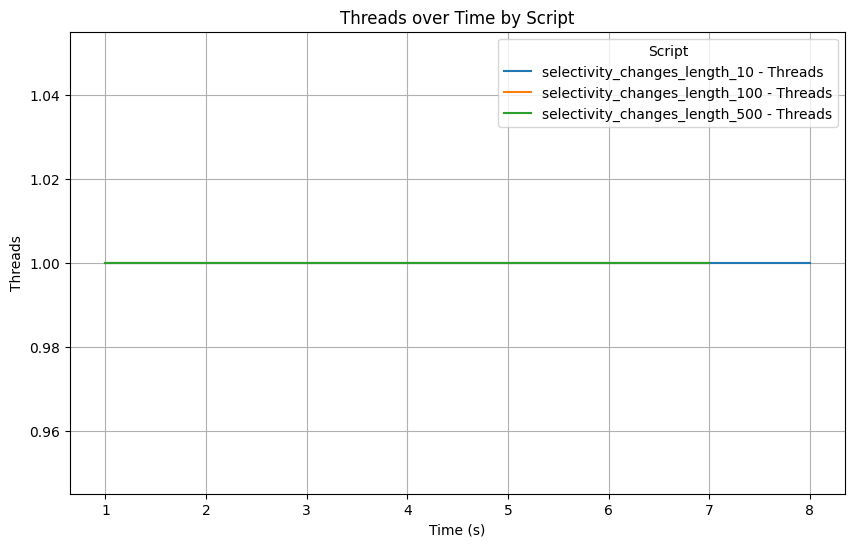 Threads over Time by Script
Script
selectivity_changes_length_10 - Threads
selectivity_changes_length_100 - Threads
selectivity_changes_length_500 - Threads
Threads
1.04
1.02
1.00
0.98
0.96
1 2 3 4 5 6 7 8
Time (s)